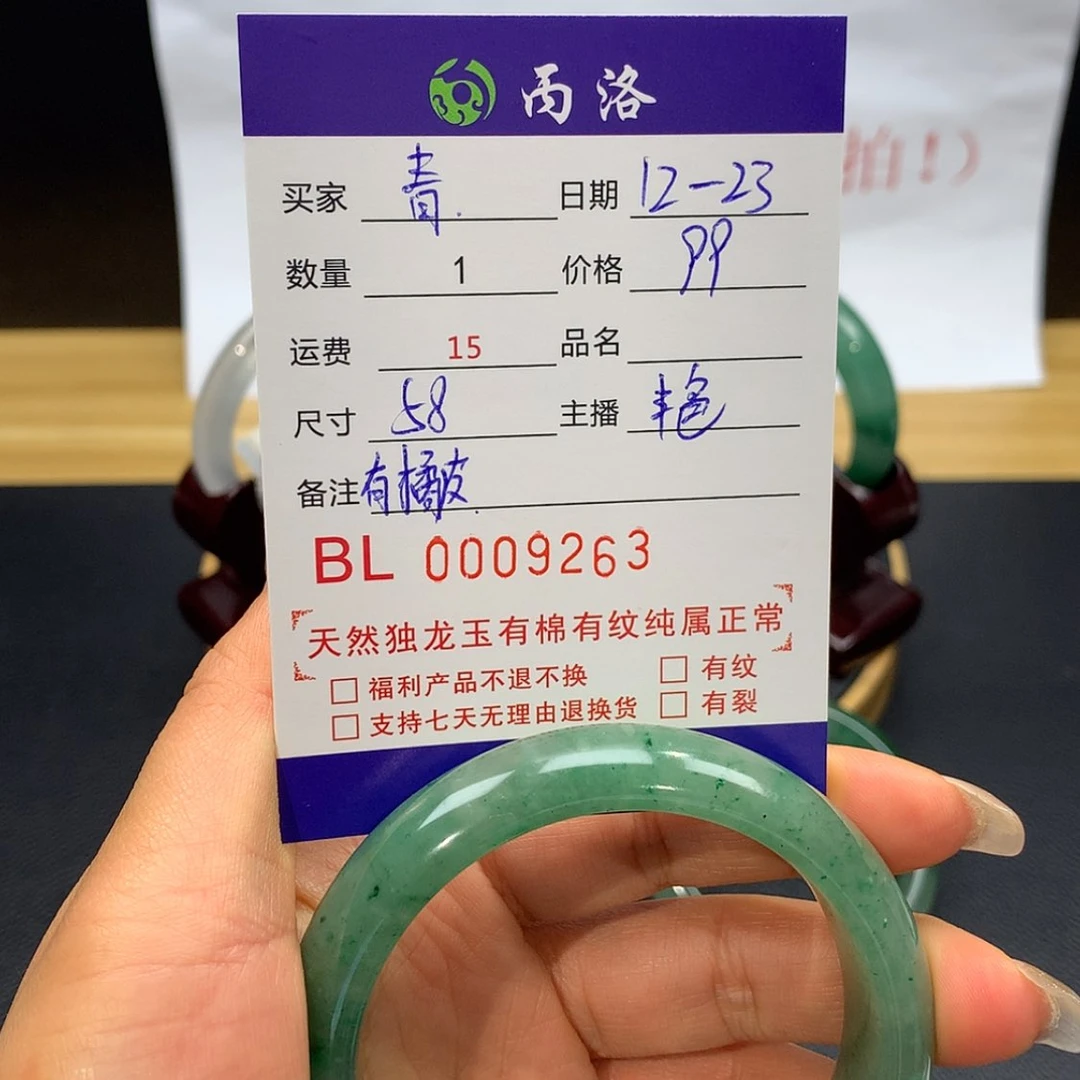 丙洛
拍！）
买家 青. 日期 12-23
数量 1 价格 99
运费 15 品名
尺寸 58 主播
备注 有橘皮.
BL 0009263
天然独龙玉有棉有纹纯属正常
□ 福利产品不退不换 □ 有纹
□ 支持七天无理由退换货 □ 有裂